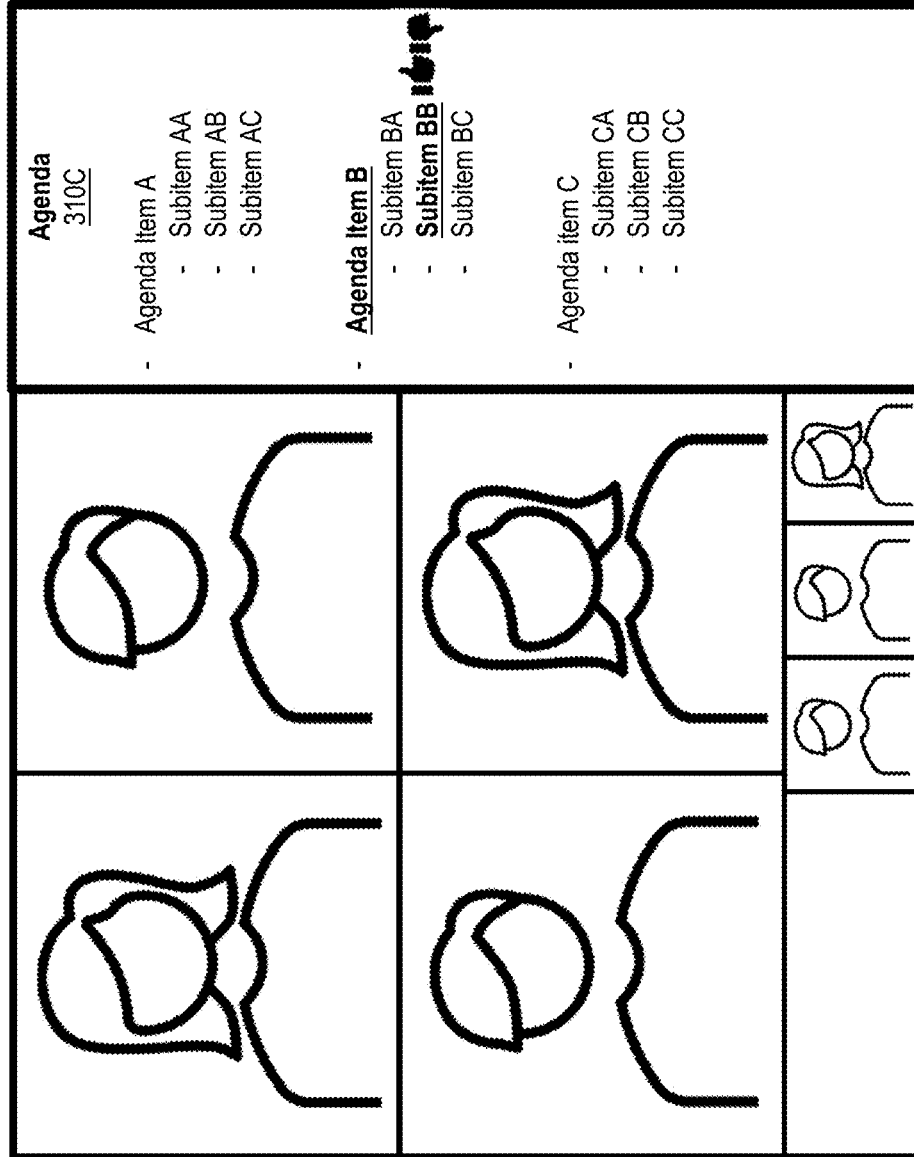 Agenda
310C
- Agenda Item A
- Subitem AA
- Subitem AB
- Subitem AC
- Agenda Item B
- Subitem BA
- Subitem BB
- Subitem BC
- Agenda item C
- Subitem CA
- Subitem CB
- Subitem CC